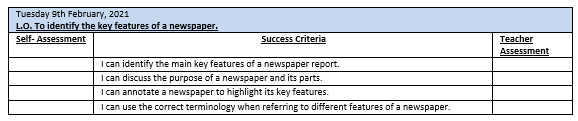 Tuesday 9th February, 2021
L.O. To identify the key features of a newspaper.
Self- Assessment Success Criteria Teacher
Assessment
I can identify the main key features of a newspaper report.
I can discuss the purpose of a newspaper and its parts.
I can annotate a newspaper to highlight its key features.
I can use the correct terminology when referring to different features of a newspaper.